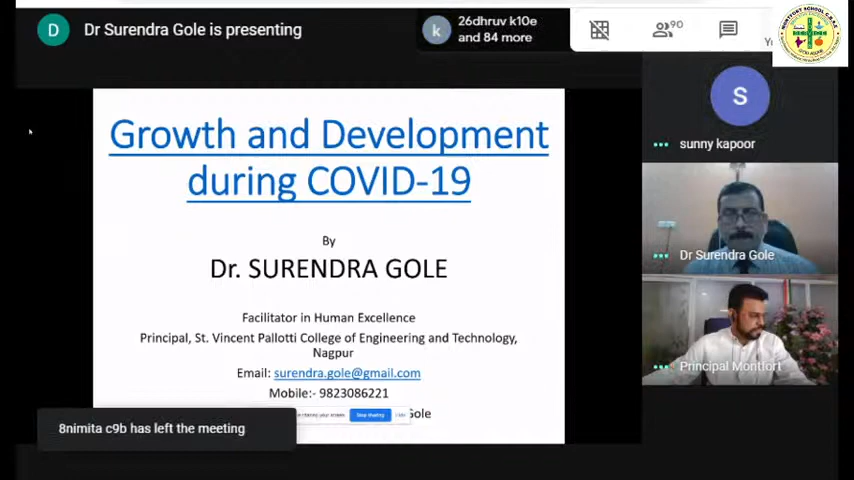 D
Dr Surendra Gole is presenting
k
26dhruv k10e
and 84 more
90
Growth and Development
during COVID-19
By
Dr. SURENDRA GOLE
Facilitator in Human Excellence
Principal, St. Vincent Pallotti College of Engineering and Technology,
Nagpur
Email: surendra.gole@gmail.com
Mobile:- 9823086221
Gole
Stop sharing
8nimita c9b has left the meeting
S
sunny kapoor
Dr Surendra Gole
Principal Montfort